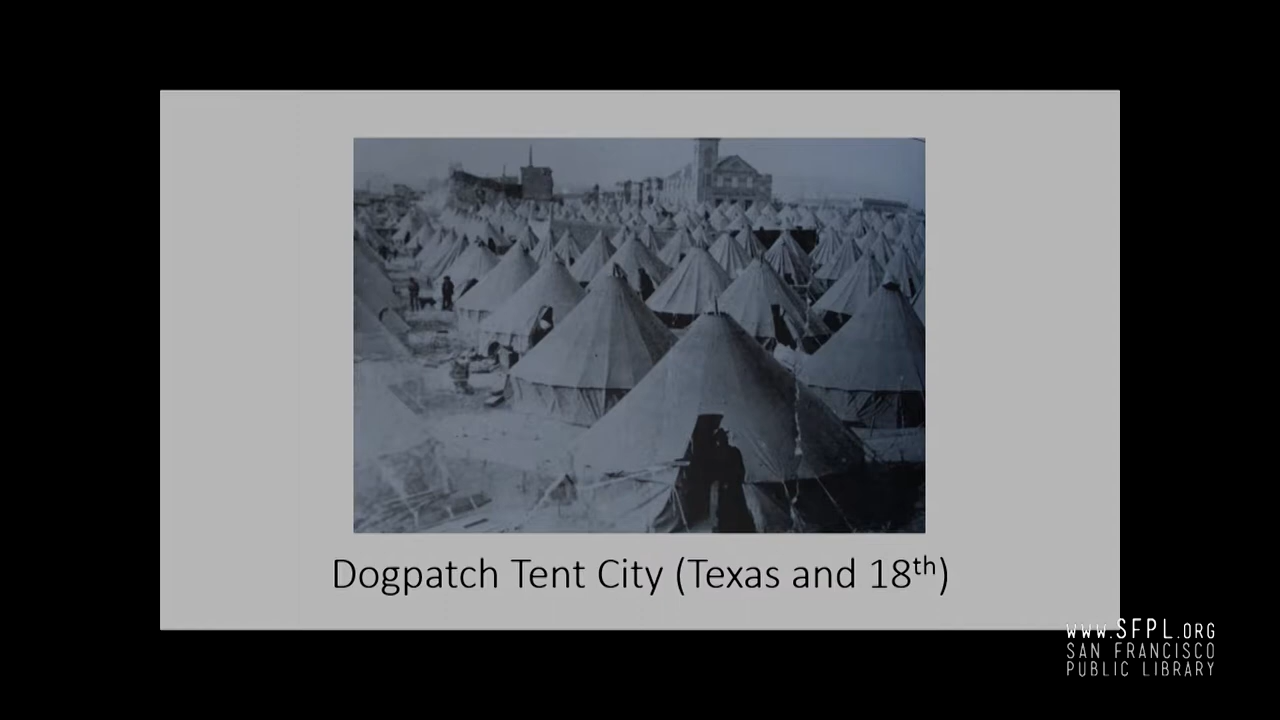 Dogpatch Tent City (Texas and 18th)
www.SFPL.ORG
SAN FRANCISCO
PUBLIC LIBRARY